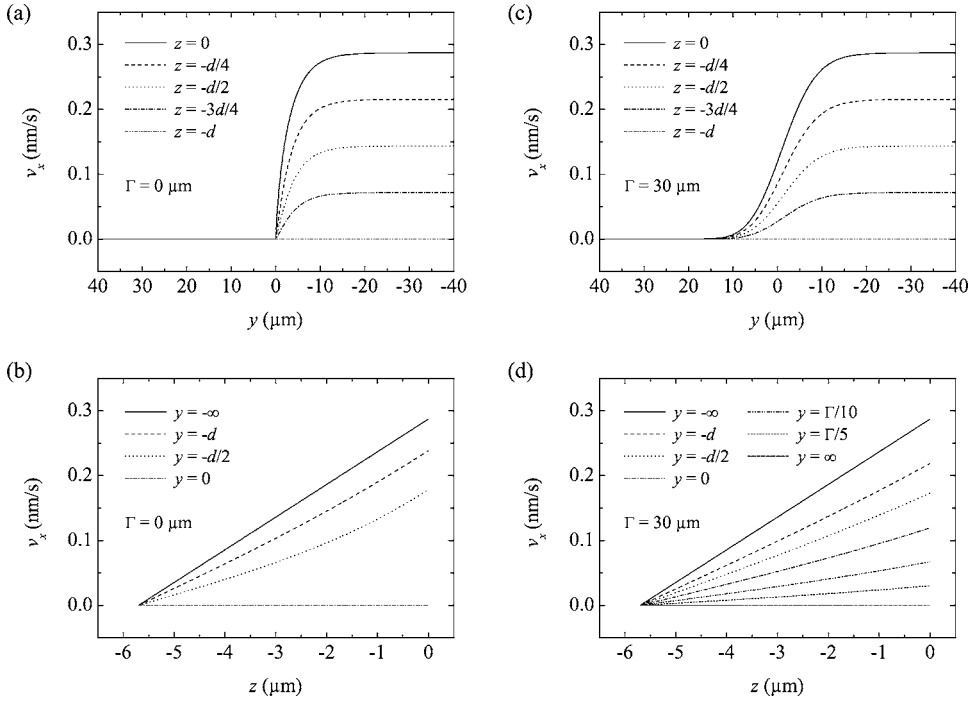 (a)
0.3
0.2
0.1
0.0
vₓ (nm/s)
z = 0
z = -d/4
z = -d/2
z = -3d/4
z = -d
Γ = 0 μm
40 30 20 10 0 -10 -20 -30 -40
y (μm)
(c)
0.3
0.2
0.1
0.0
vₓ (nm/s)
z = 0
z = -d/4
z = -d/2
z = -3d/4
z = -d
Γ = 30 μm
40 30 20 10 0 -10 -20 -30 -40
y (μm)
(b)
0.3
0.2
0.1
0.0
vₓ (nm/s)
y = -∞
y = -d
y = -d/2
y = 0
Γ = 0 μm
-6 -5 -4 -3 -2 -1 0
z (μm)
(d)
0.3
0.2
0.1
0.0
vₓ (nm/s)
y = -∞
y = -d
y = -d/2
y = 0
y = Γ/10
y = Γ/5
y = ∞
Γ = 30 μm
-6 -5 -4 -3 -2 -1 0
z (μm)